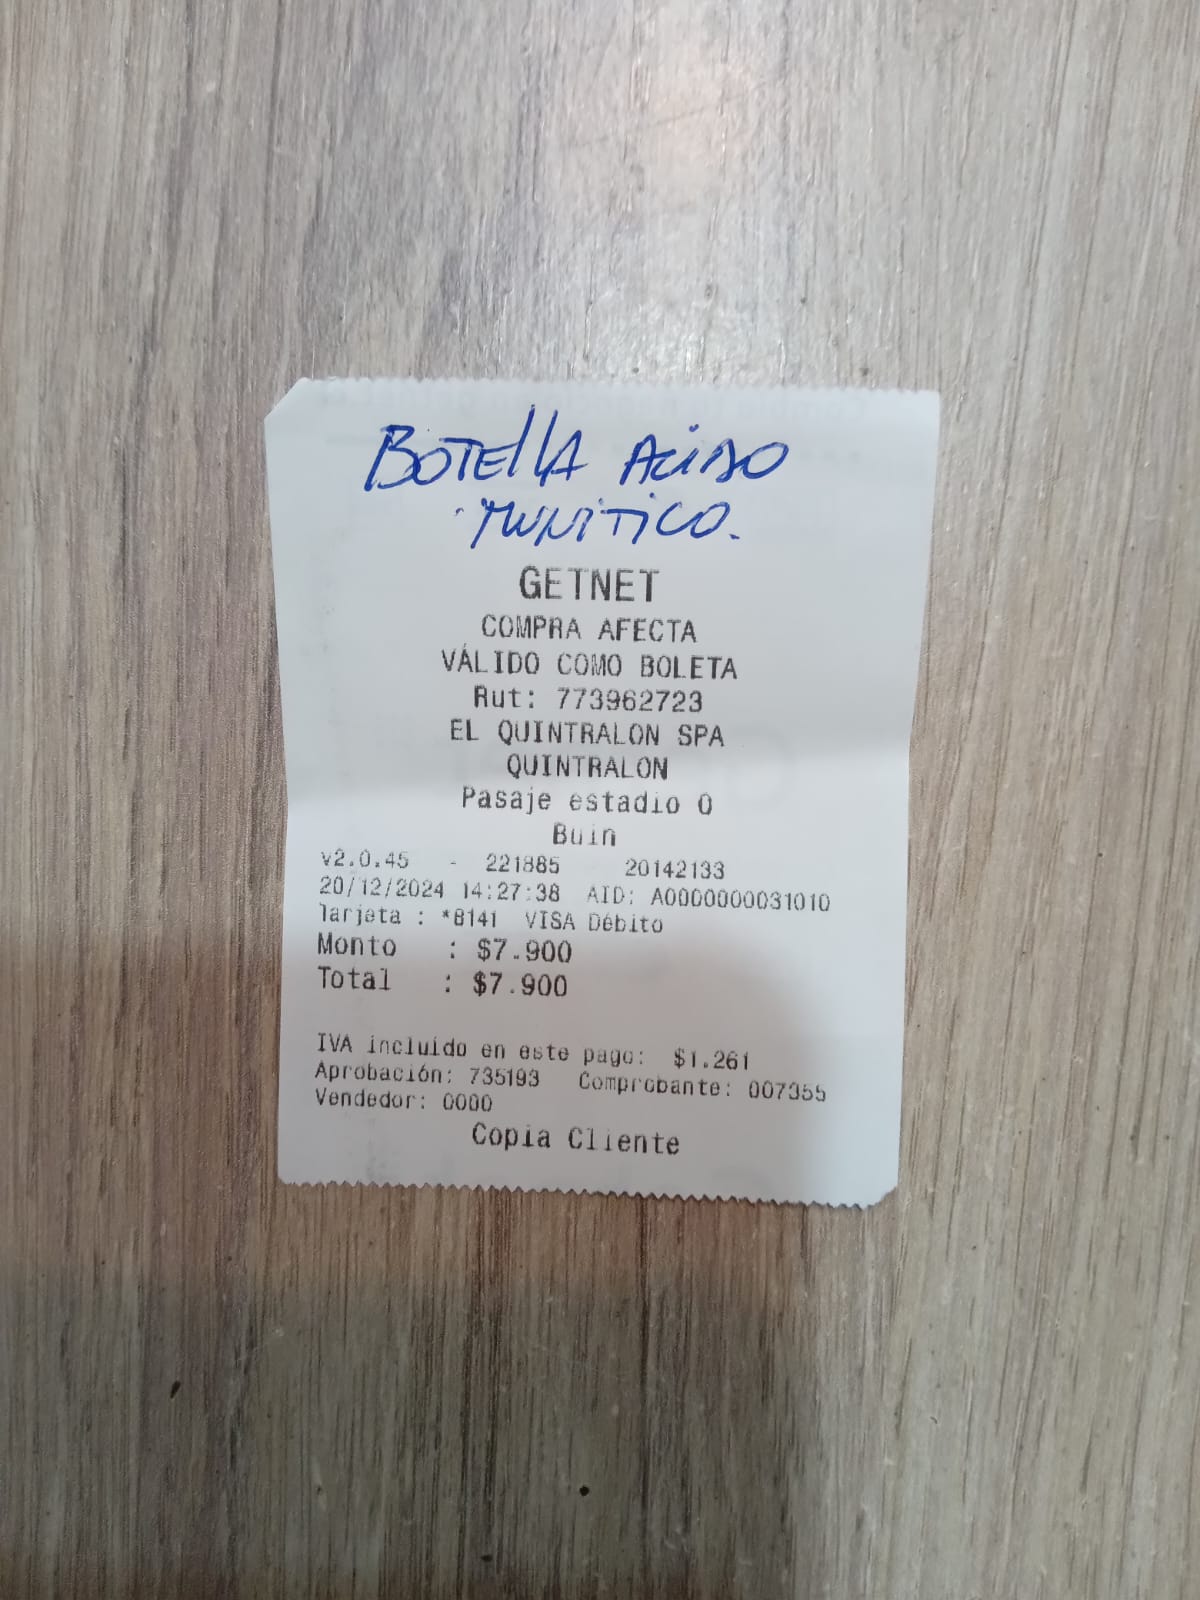 BOTELLA ACIDO
MURITICO.
GETNET
COMPRA AFECTA
VÁLIDO COMO BOLETA
Rut: 773962723
EL QUINTRALON SPA
QUINTRALON
Pasaje estadio 0
Buin
v2.0.45 - 221885 20142133
20/12/2024 14:27:38 AID: A0000000031010
Tarjeta : *8141 VISA Débito
Monto : $7.900
Total : $7.900
IVA incluido en este pago: $1.261
Aprobación: 735193 Comprobante: 007355
Vendedor: 0000
Copia Cliente